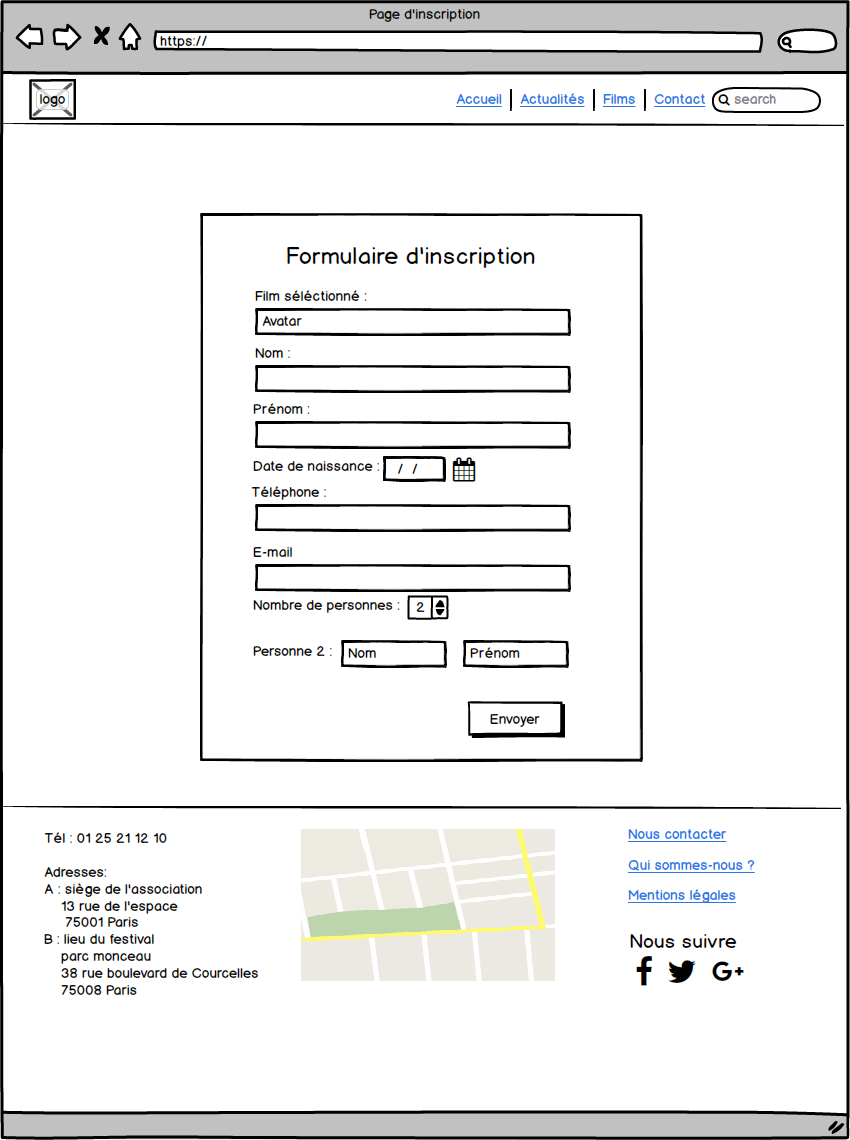 Page d'inscription
https://
logo
Accueil Actualités Films Contact search
Formulaire d'inscription
Film séléctionné :
Avatar
Nom :
Prénom :
Date de naissance : / /
Téléphone :
E-mail
Nombre de personnes : 2
Personne 2 : Nom Prénom
Envoyer
Tél : 01 25 21 12 10
Adresses:
A : siège de l'association
13 rue de l'espace
75001 Paris
B : lieu du festival
parc monceau
38 rue boulevard de Courcelles
75008 Paris
Nous contacter
Qui sommes-nous ?
Mentions légales
Nous suivre
f G+